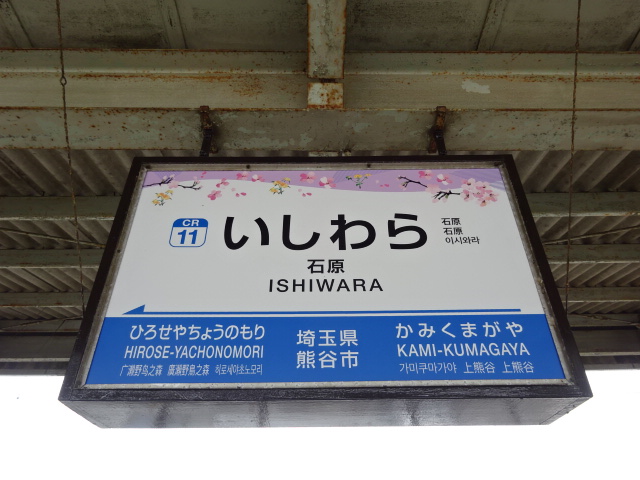 CR
11
いしわら
石原
石原
이시와라
石原
ISHIWARA
ひろせやちょうのもり
HIROSE-YACHONOMORI
广瀬野鸟之森 廣瀬野鳥之森 히로세야초노모리
埼玉県
熊谷市
かみくまがや
KAMI-KUMAGAYA
가미쿠마가야 上熊谷 上熊谷